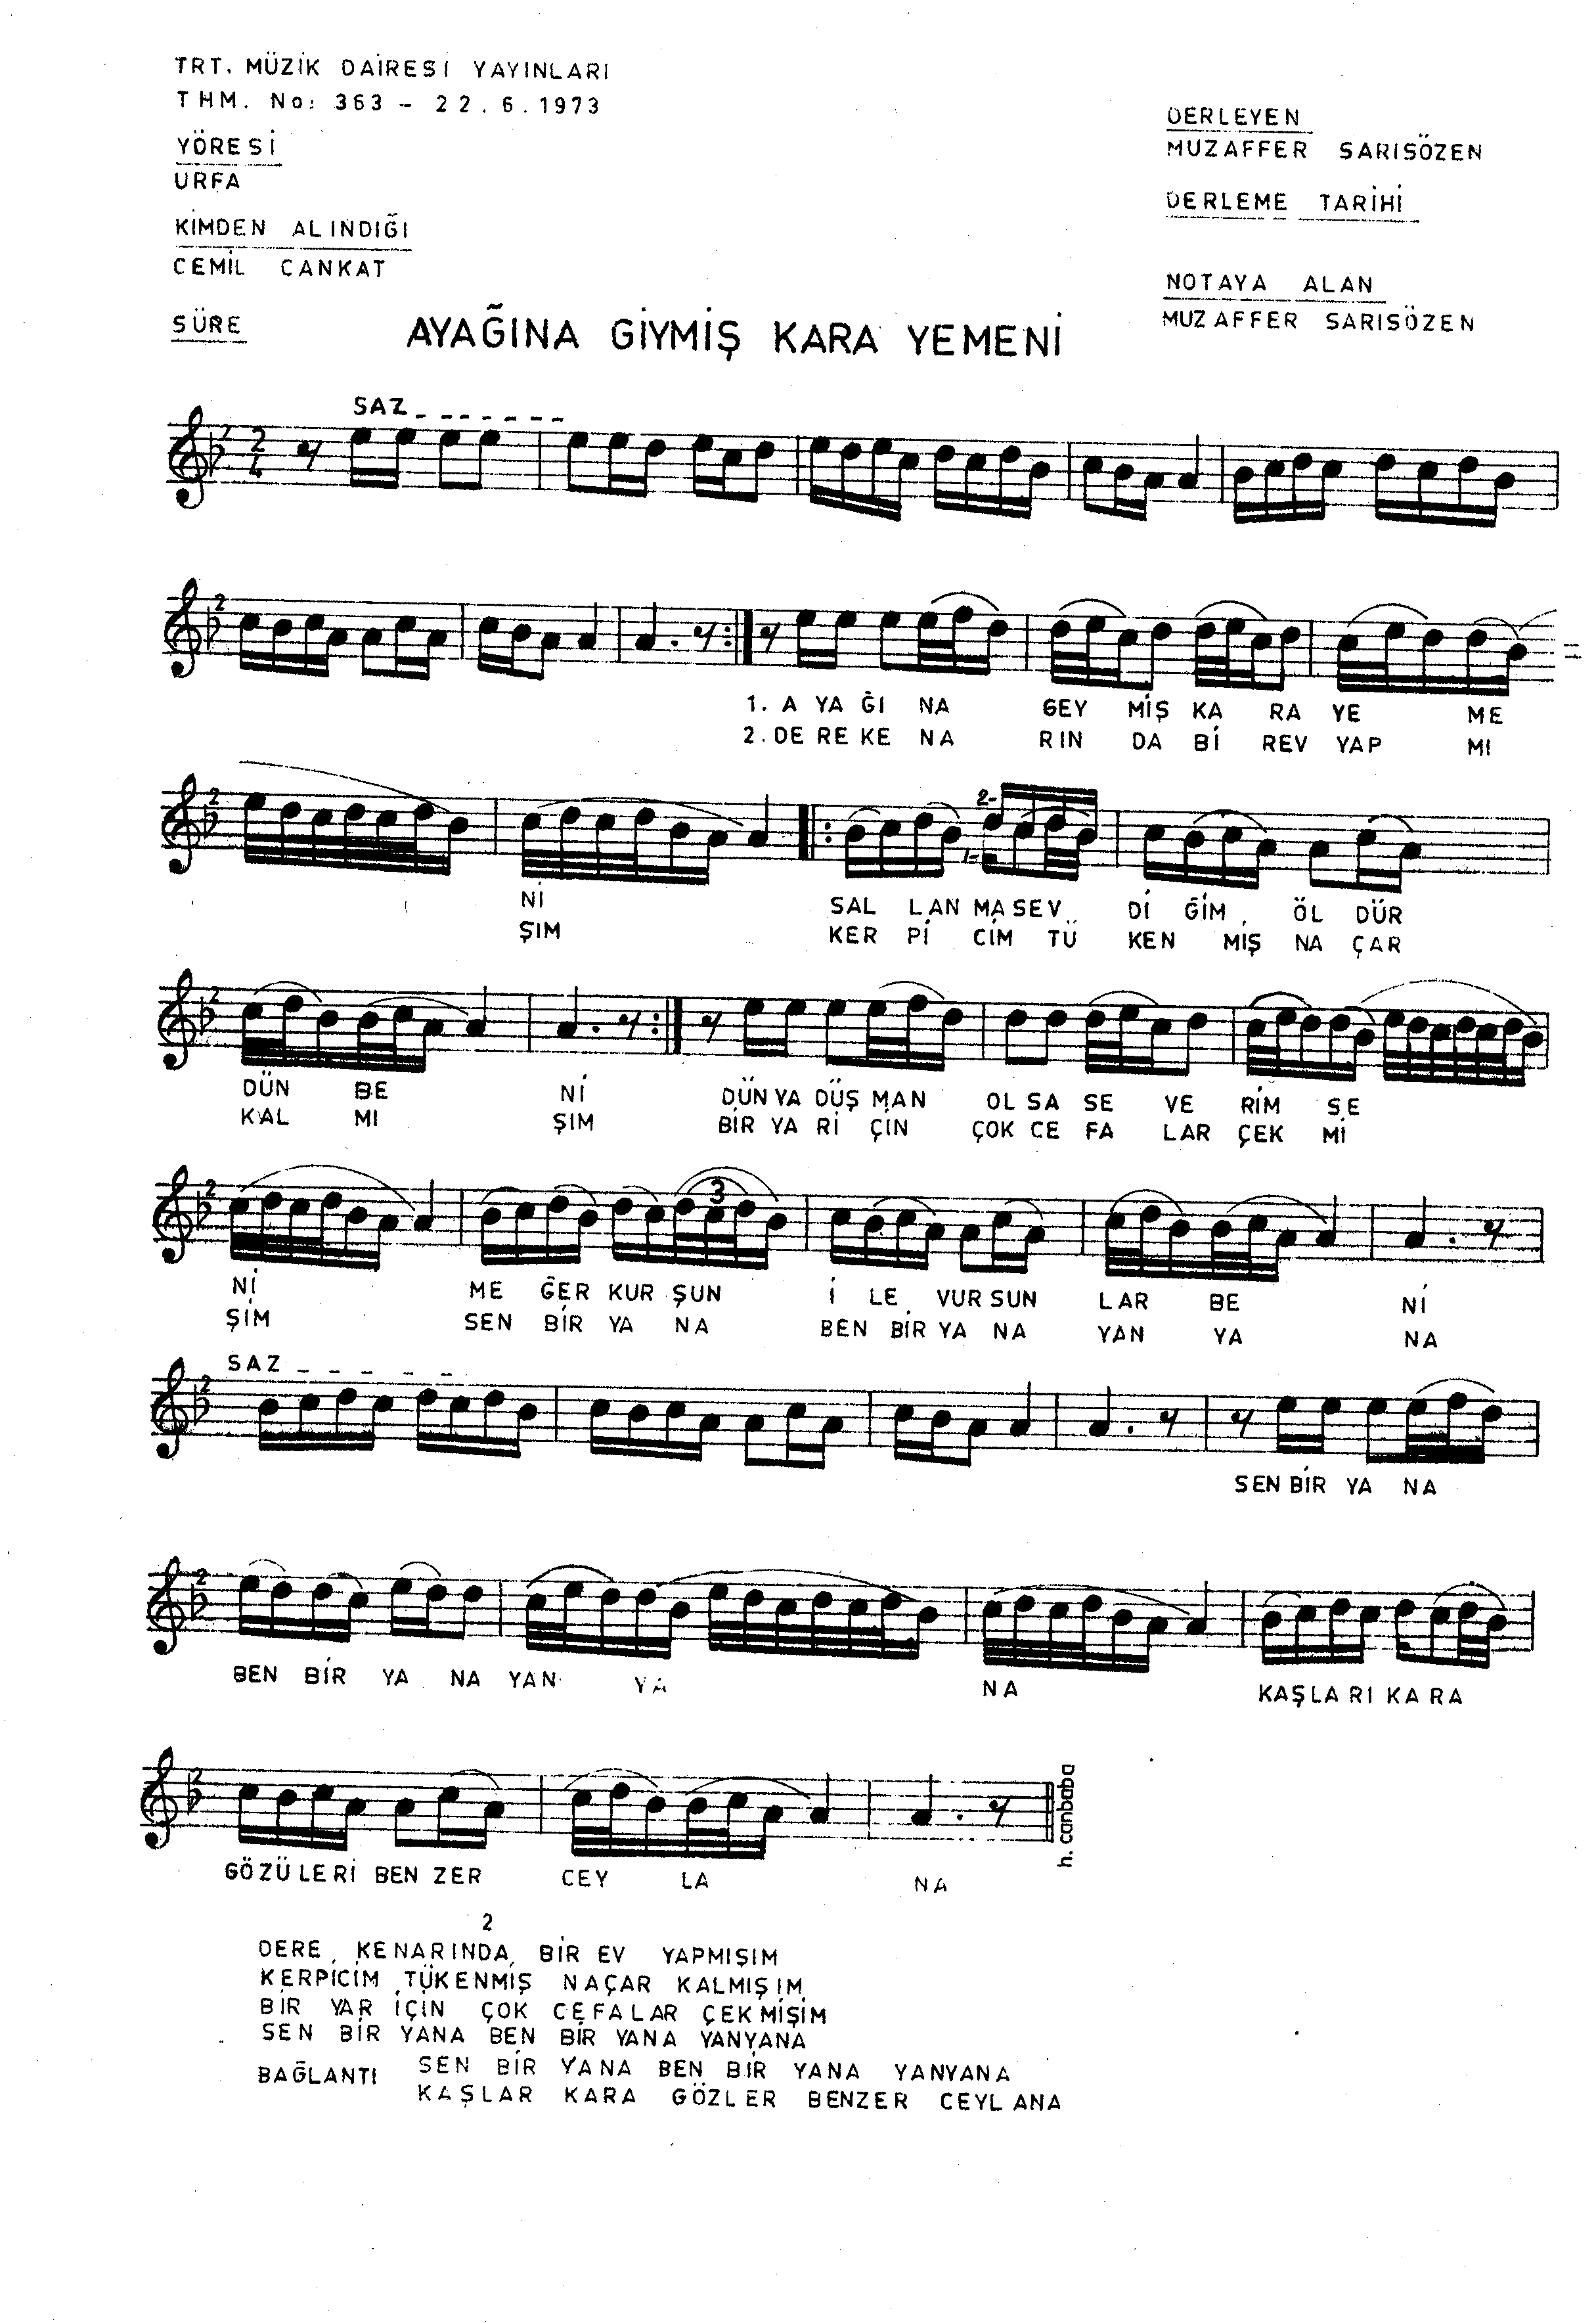 TRT. MÜZİK DAİRESİ YAYINLARI
THM. No: 363 - 22.6.1973
YÖRESİ
URFA
KİMDEN ALINDIĞI
CEMİL CANKAT
SÜRE
DERLEYEN
MUZAFFER SARISÖZEN
DERLEME TARİHİ
NOTAYA ALAN
MUZAFFER SARISÖZEN
AYAĞINA GİYMİŞ KARA YEMENİ
SAZ
1. A YA ĞI NA GEY MİŞ KA RA YE ME
2. DE RE KE NA RIN DA Bİ REV YAP MI
Nİ SAL LAN MA SEV Dİ ĞİM ÖL DÜR
ŞIM KER Pİ CİM TÜ KEN MİŞ NA ÇAR
DÜN BE Nİ DÜN YA DÜŞ MAN OL SA SE VE RİM SE
KAL MI ŞIM BİR YA Rİ ÇİN ÇOK CE FA LAR ÇEK Mİ
Nİ ME ĞER KUR ŞUN İ LE VUR SUN LAR BE Nİ
ŞİM SEN BİR YA NA BEN BİR YA NA YAN YA NA
SAZ
SEN BİR YA NA
BEN BİR YA NA YAN YA NA KAŞ LA RI KA RA
3
GÖ ZÜ LE Rİ BEN ZER CEY LA NA
h. canbaba
2
DERE KENARINDA BİR EV YAPMIŞIM
KERPİCİM TÜKENMİŞ NAÇAR KALMIŞIM
BİR YAR İÇİN ÇOK CEFALAR ÇEKMİŞİM
SEN BİR YANA BEN BİR YANA YANYANA
BAĞLANTI SEN BİR YANA BEN BİR YANA YANYANA
KAŞLAR KARA GÖZLER BENZER CEYLANA